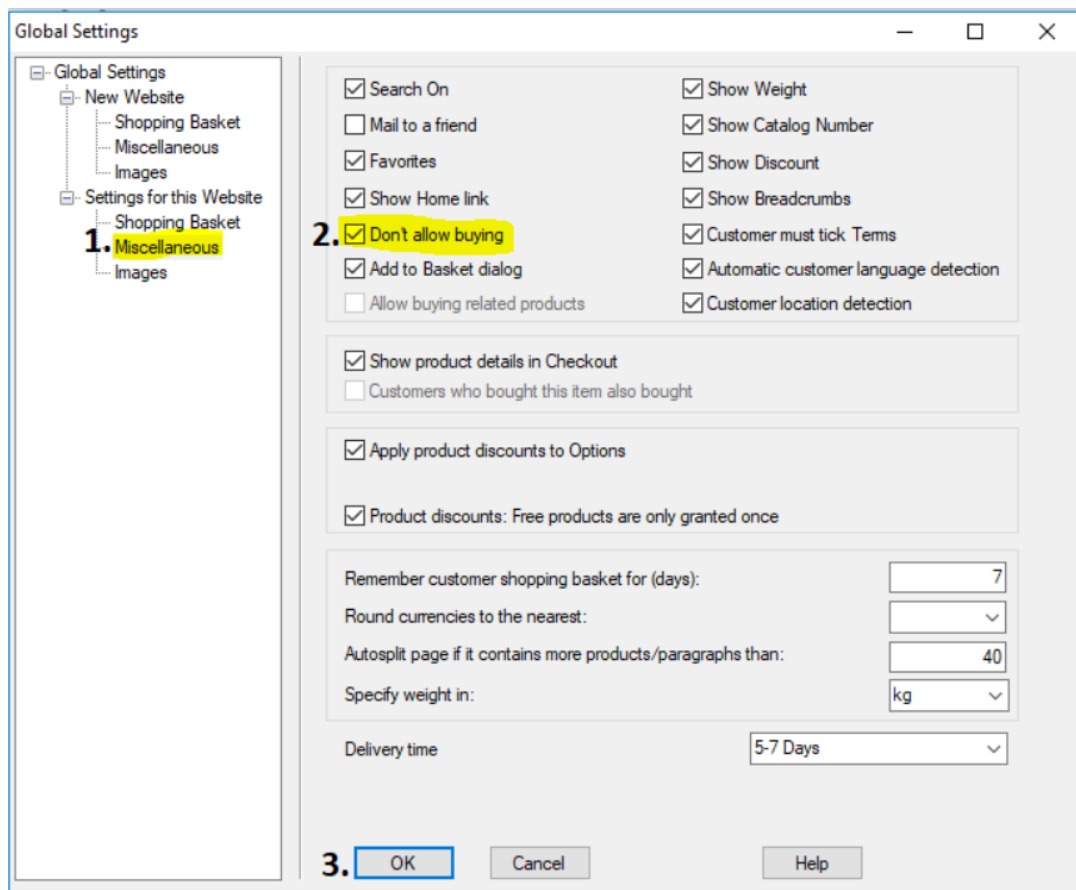 Global Settings
Global Settings
New Website
Shopping Basket
Miscellaneous
Images
Settings for this Website
Shopping Basket
1. Miscellaneous
Images
Search On
Mail to a friend
Favorites
Show Home link
2. Don't allow buying
Add to Basket dialog
Allow buying related products
Show Weight
Show Catalog Number
Show Discount
Show Breadcrumbs
Customer must tick Terms
Automatic customer language detection
Customer location detection
Show product details in Checkout
Customers who bought this item also bought
Apply product discounts to Options
Product discounts: Free products are only granted once
Remember customer shopping basket for (days): 7
Round currencies to the nearest:
Autosplit page if it contains more products/paragraphs than: 40
Specify weight in: kg
Delivery time 5-7 Days
3. OK Cancel Help